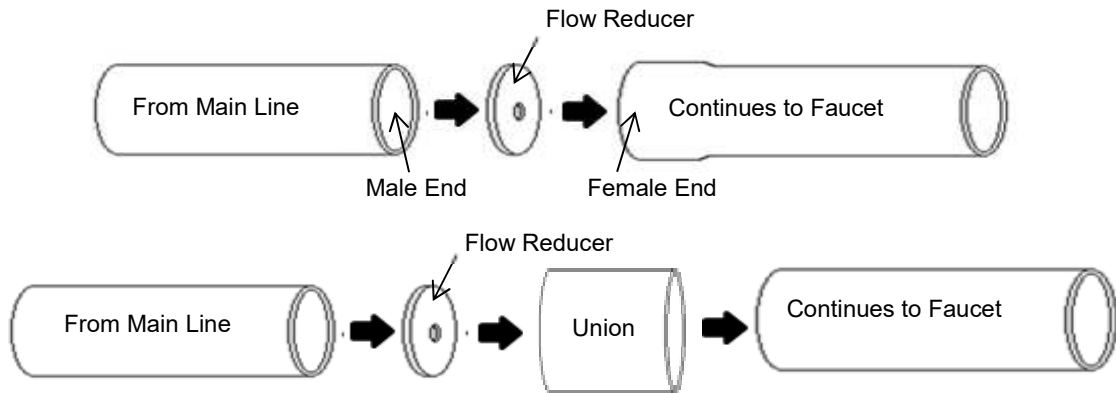 Flow Reducer
From Main Line
Continues to Faucet
Male End
Female End
Flow Reducer
From Main Line
Union
Continues to Faucet